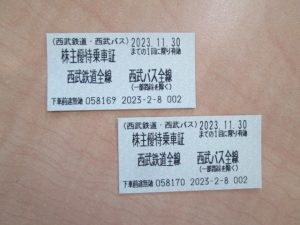 (西武鉄道・西武バス) 2023.11.30
までの1回に限り有効
株主優待乗車証
西武鉄道全線 西武バス全線
(一部路線を除く)
下車前途無効 058169 2023-2-8 002
(西武鉄道・西武バス) 2023.11.30
までの1回に限り有効
株主優待乗車証
西武鉄道全線 西武バス全線
(一部路線を除く)
下車前途無効 058170 2023-2-8 002